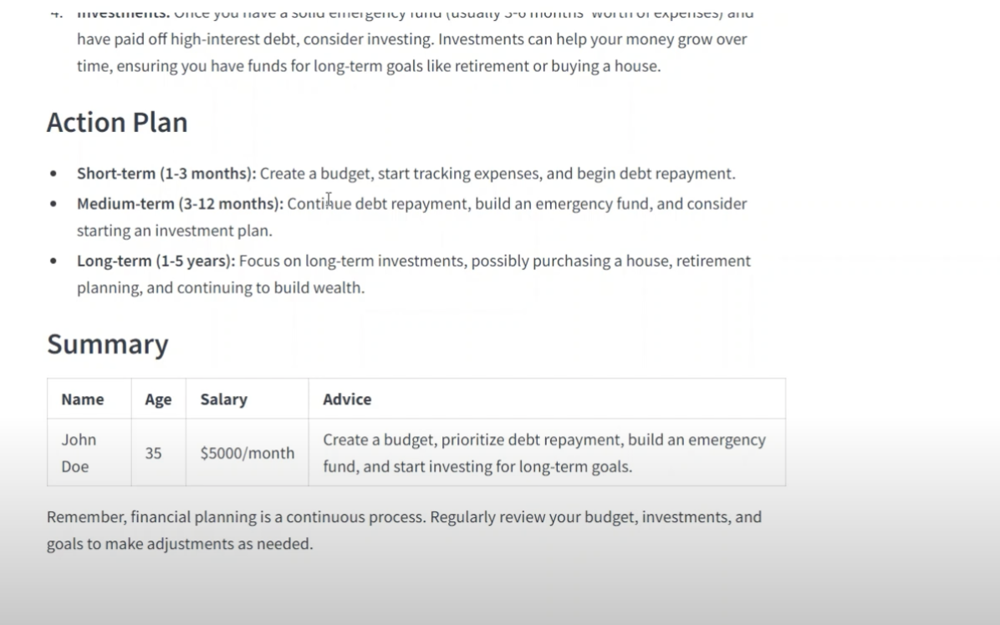 4. Investments: Once you have a solid emergency fund (usually 3-6 months' worth of expenses) and
have paid off high-interest debt, consider investing. Investments can help your money grow over
time, ensuring you have funds for long-term goals like retirement or buying a house.
Action Plan
• Short-term (1-3 months): Create a budget, start tracking expenses, and begin debt repayment.
• Medium-term (3-12 months): Continue debt repayment, build an emergency fund, and consider
starting an investment plan.
• Long-term (1-5 years): Focus on long-term investments, possibly purchasing a house, retirement
planning, and continuing to build wealth.
Summary
Name Age Salary Advice
John Doe 35 $5000/month Create a budget, prioritize debt repayment, build an emergency
fund, and start investing for long-term goals.
Remember, financial planning is a continuous process. Regularly review your budget, investments, and
goals to make adjustments as needed.